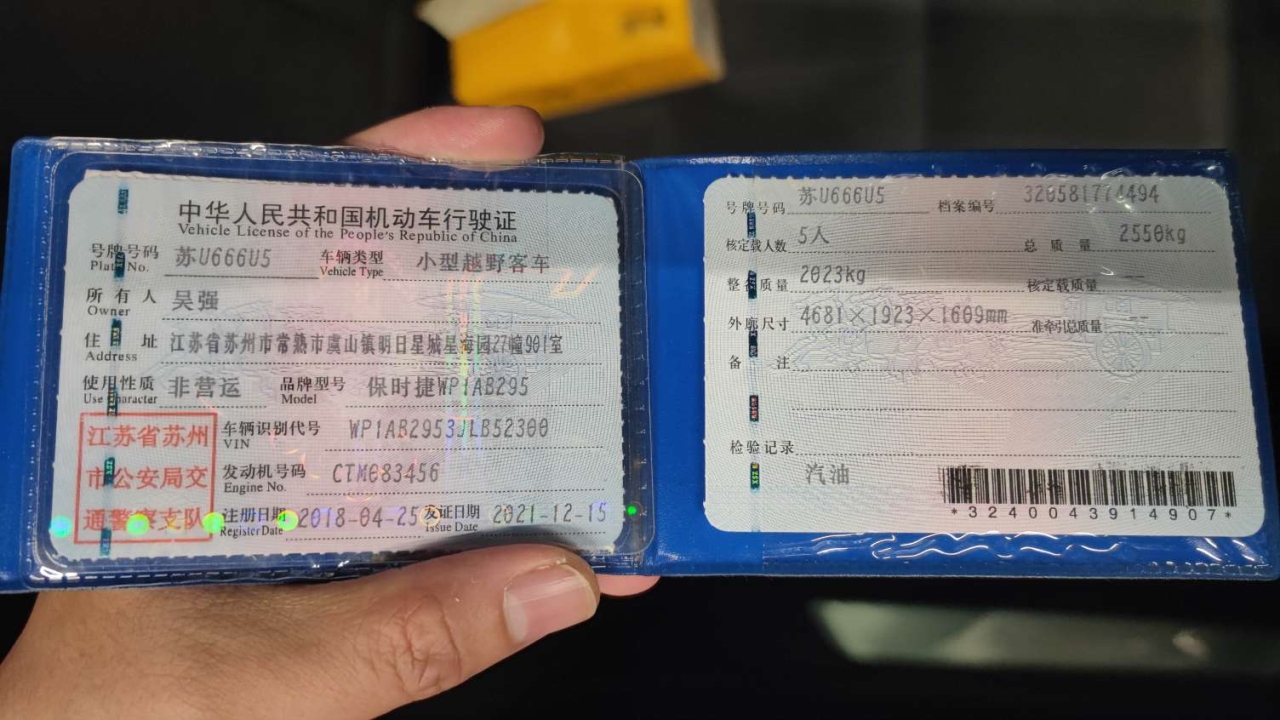 中华人民共和国机动车行驶证
Vehicle License of the People's Republic of China
号牌号码 苏U666U5 车辆类型 小型越野客车
Plate No. Vehicle Type
所有人 吴强
Owner
住址 江苏省苏州市常熟市虞山镇明日星城星海园27幢901室
Address
使用性质 非营运 品牌型号 保时捷WP1AB295
Use Character Model
江苏省苏州
市公安局交
通警察支队
车辆识别代号 WP1AB2953JLB52300
VIN
发动机号码 CTM083456
Engine No.
注册日期 2018-04-25 发证日期 2021-12-15
Register Date Issue Date
号牌号码 苏U666U5 档案编号 320581774494
核定载人数 5人 总质量 2550kg
整备质量 2023kg 核定载质量 --
外廓尺寸 4681×1923×1609mm 准牵引总质量 --
备注
检验记录
汽油
*3240043914907*